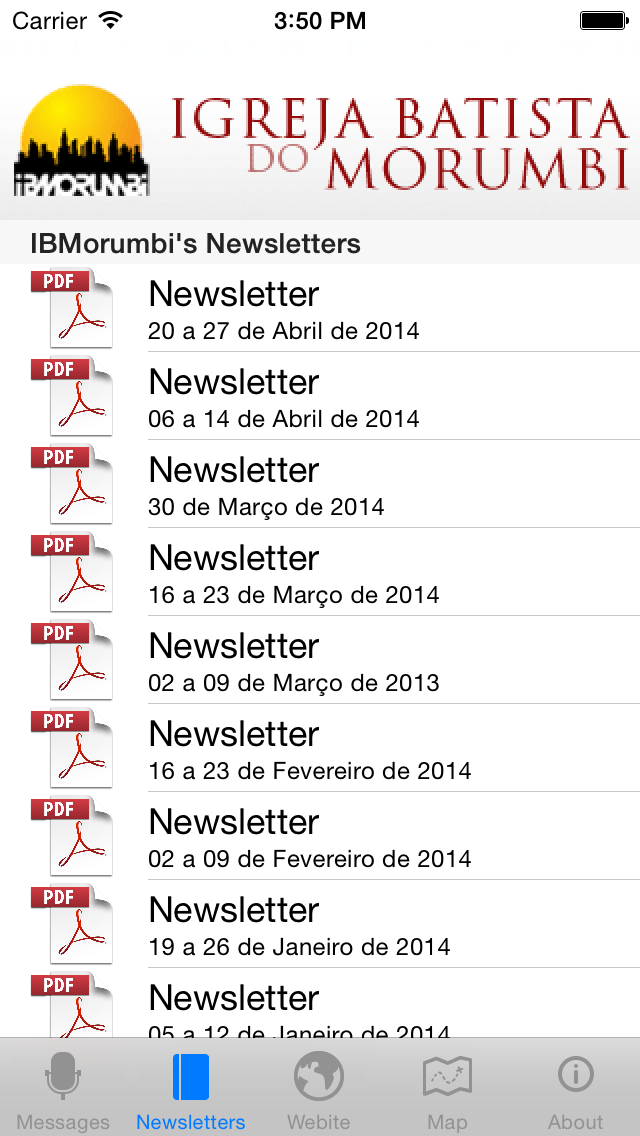 Carrier 3:50 PM
IBMORUMBI
IGREJA BATISTA
DO MORUMBI
IBMorumbi's Newsletters
PDF
Newsletter
20 a 27 de Abril de 2014
PDF
Newsletter
06 a 14 de Abril de 2014
PDF
Newsletter
30 de Março de 2014
PDF
Newsletter
16 a 23 de Março de 2014
PDF
Newsletter
02 a 09 de Março de 2013
PDF
Newsletter
16 a 23 de Fevereiro de 2014
PDF
Newsletter
02 a 09 de Fevereiro de 2014
PDF
Newsletter
19 a 26 de Janeiro de 2014
PDF
Newsletter
05 a 12 de Janeiro de 2014
Messages Newsletters Webite Map About